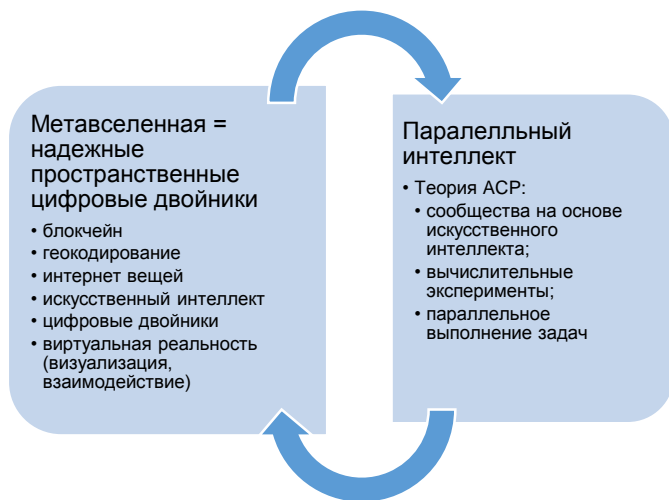 Метавселенная =
надежные
пространственные
цифровые двойники
• блокчейн
• геокодирование
• интернет вещей
• искусственный интеллект
• цифровые двойники
• виртуальная реальность
(визуализация,
взаимодействие)
Паралелльный
интеллект
• Теория АСР:
• сообщества на основе
искусственного
интеллекта;
• вычислительные
эксперименты;
• параллельное
выполнение задач